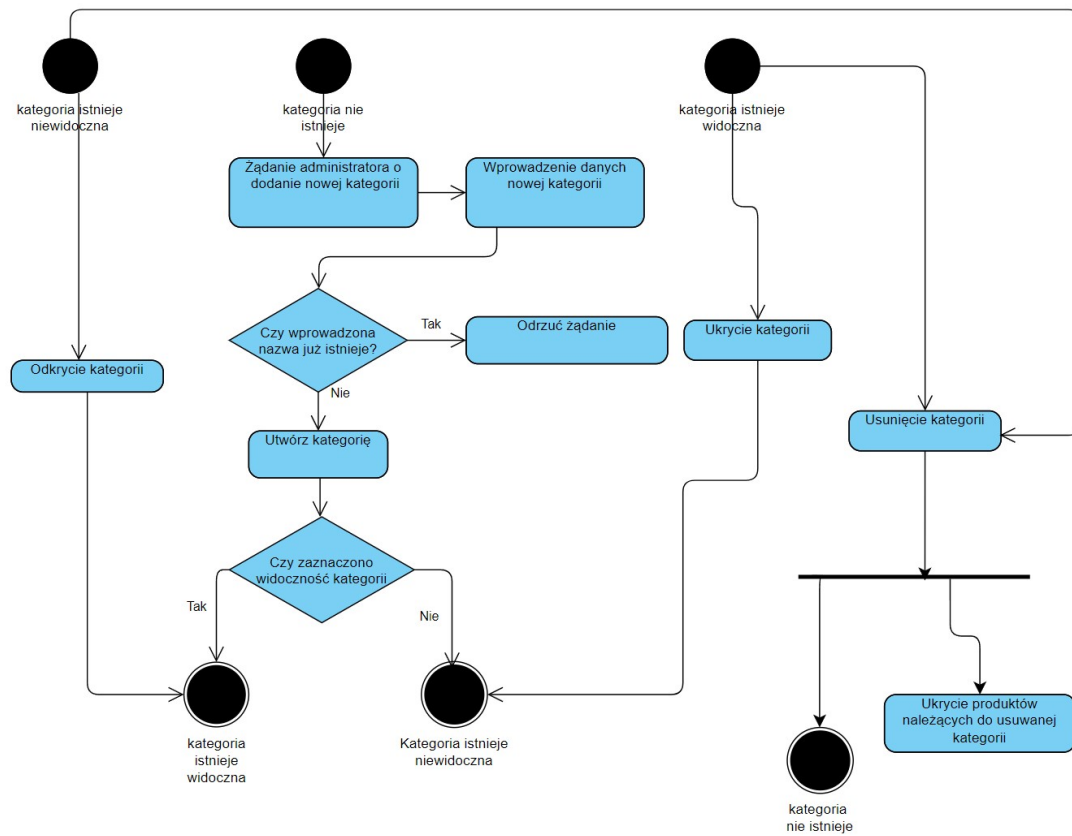 kategoria istnieje
niewidoczna
kategoria nie
istnieje
kategoria istnieje
widoczna
Żądanie administratora o
dodanie nowej kategorii
Wprowadzenie danych
nowej kategorii
Czy wprowadzona
nazwa już istnieje?
Tak
Odrzuć żądanie
Ukrycie kategorii
Odkrycie kategorii
Nie
Usunięcie kategorii
Utwórz kategorię
Czy zaznaczono
widoczność kategorii
Tak
Nie
kategoria
istnieje
widoczna
Kategoria istnieje
niewidoczna
Ukrycie produktów
należących do usuwanej
kategorii
kategoria
nie istnieje